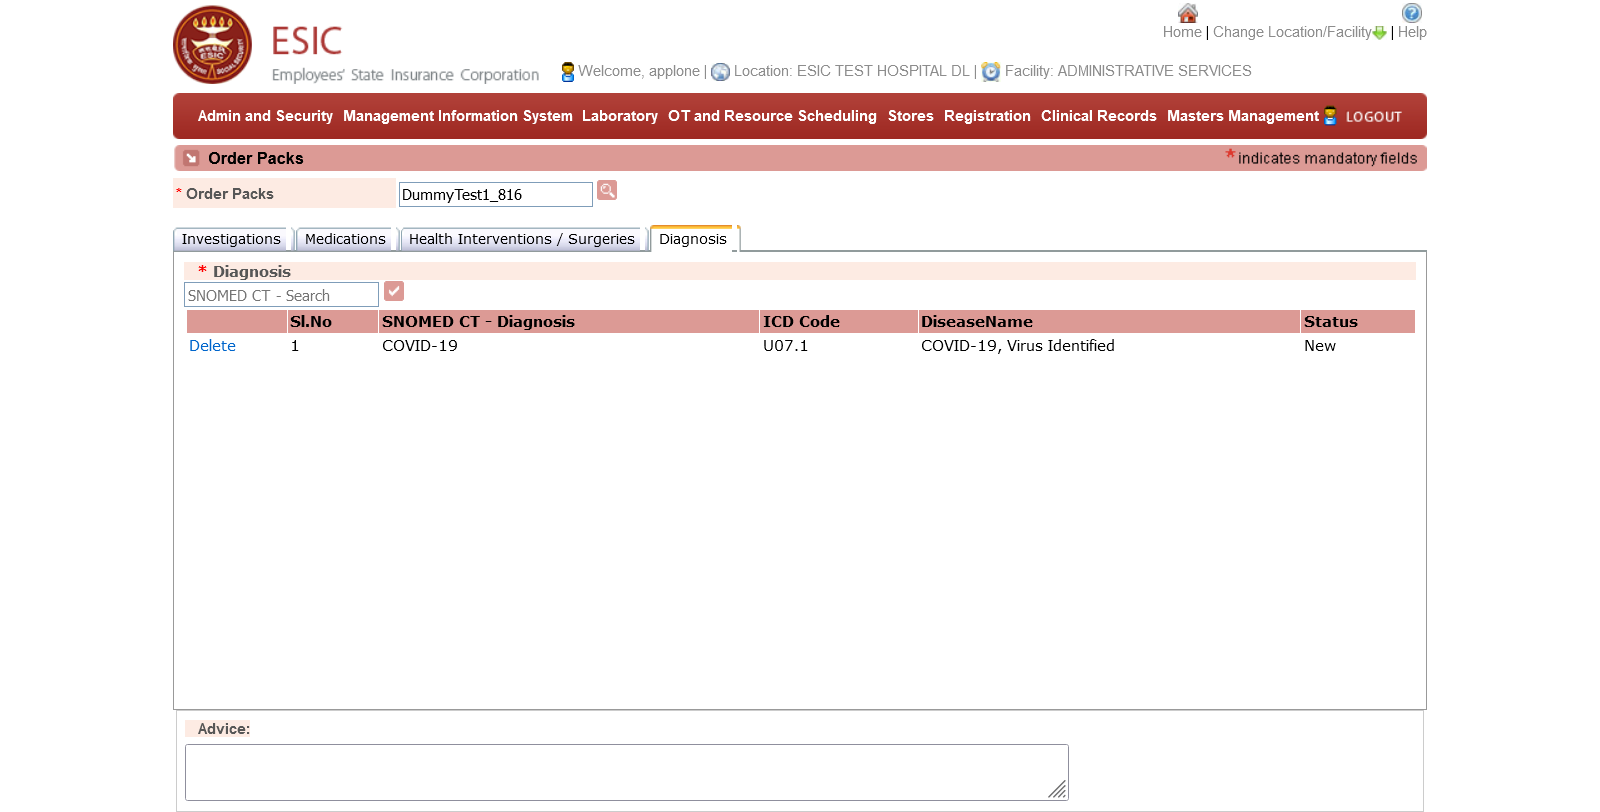 ESIC
Employees' State Insurance Corporation
Home | Change Location/Facility | Help
Welcome, applone | Location: ESIC TEST HOSPITAL DL | Facility: ADMINISTRATIVE SERVICES
Admin and Security Management Information System Laboratory OT and Resource Scheduling Stores Registration Clinical Records Masters Management LOGOUT
Order Packs *indicates mandatory fields
* Order Packs DummyTest1_816
Investigations Medications Health Interventions / Surgeries Diagnosis
* Diagnosis
SNOMED CT - Search
Sl.No SNOMED CT - Diagnosis ICD Code DiseaseName Status
Delete 1 COVID-19 U07.1 COVID-19, Virus Identified New
Advice: